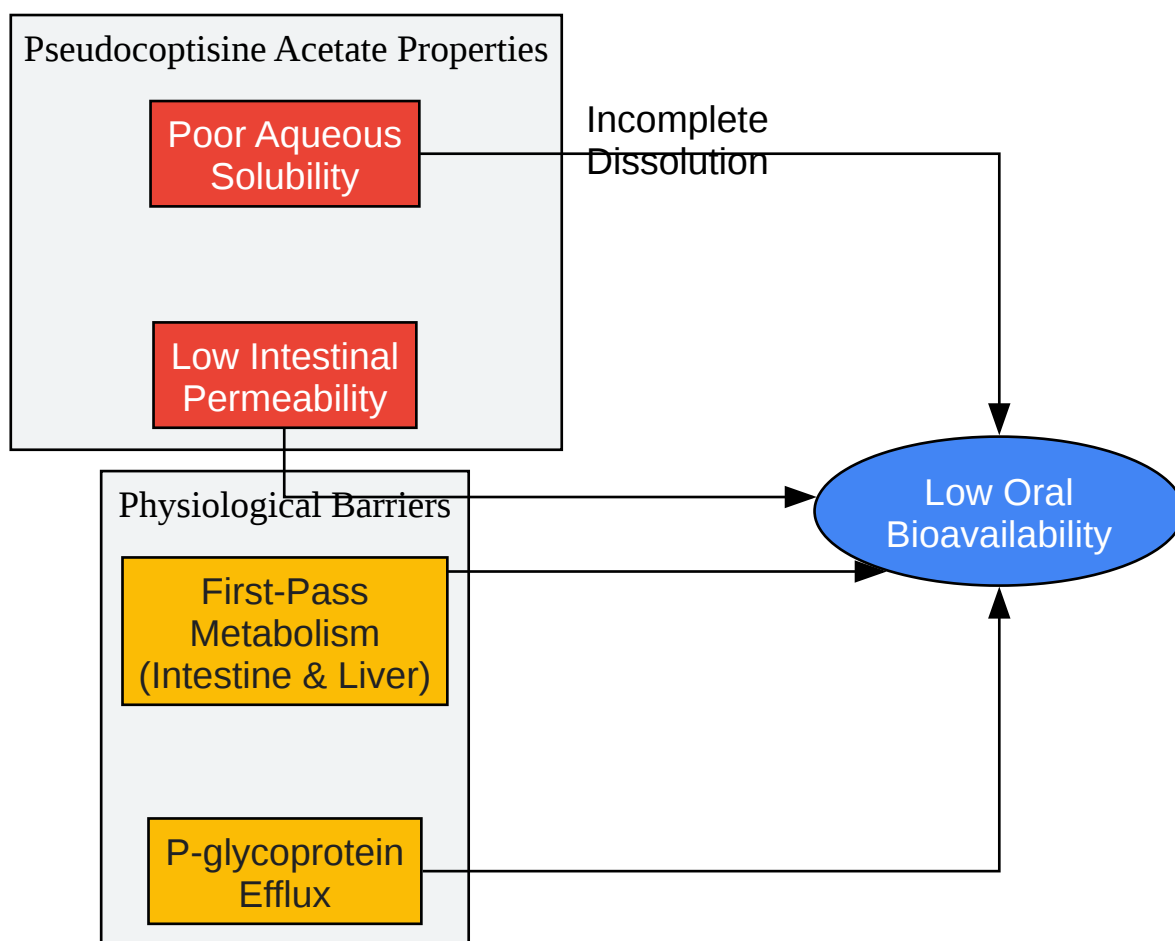 Pseudocoptisine Acetate Properties
Poor Aqueous
Solubility
Incomplete
Dissolution
Low Intestinal
Permeability
Physiological Barriers
Low Oral
Bioavailability
First-Pass
Metabolism
(Intestine & Liver)
P-glycoprotein
Efflux